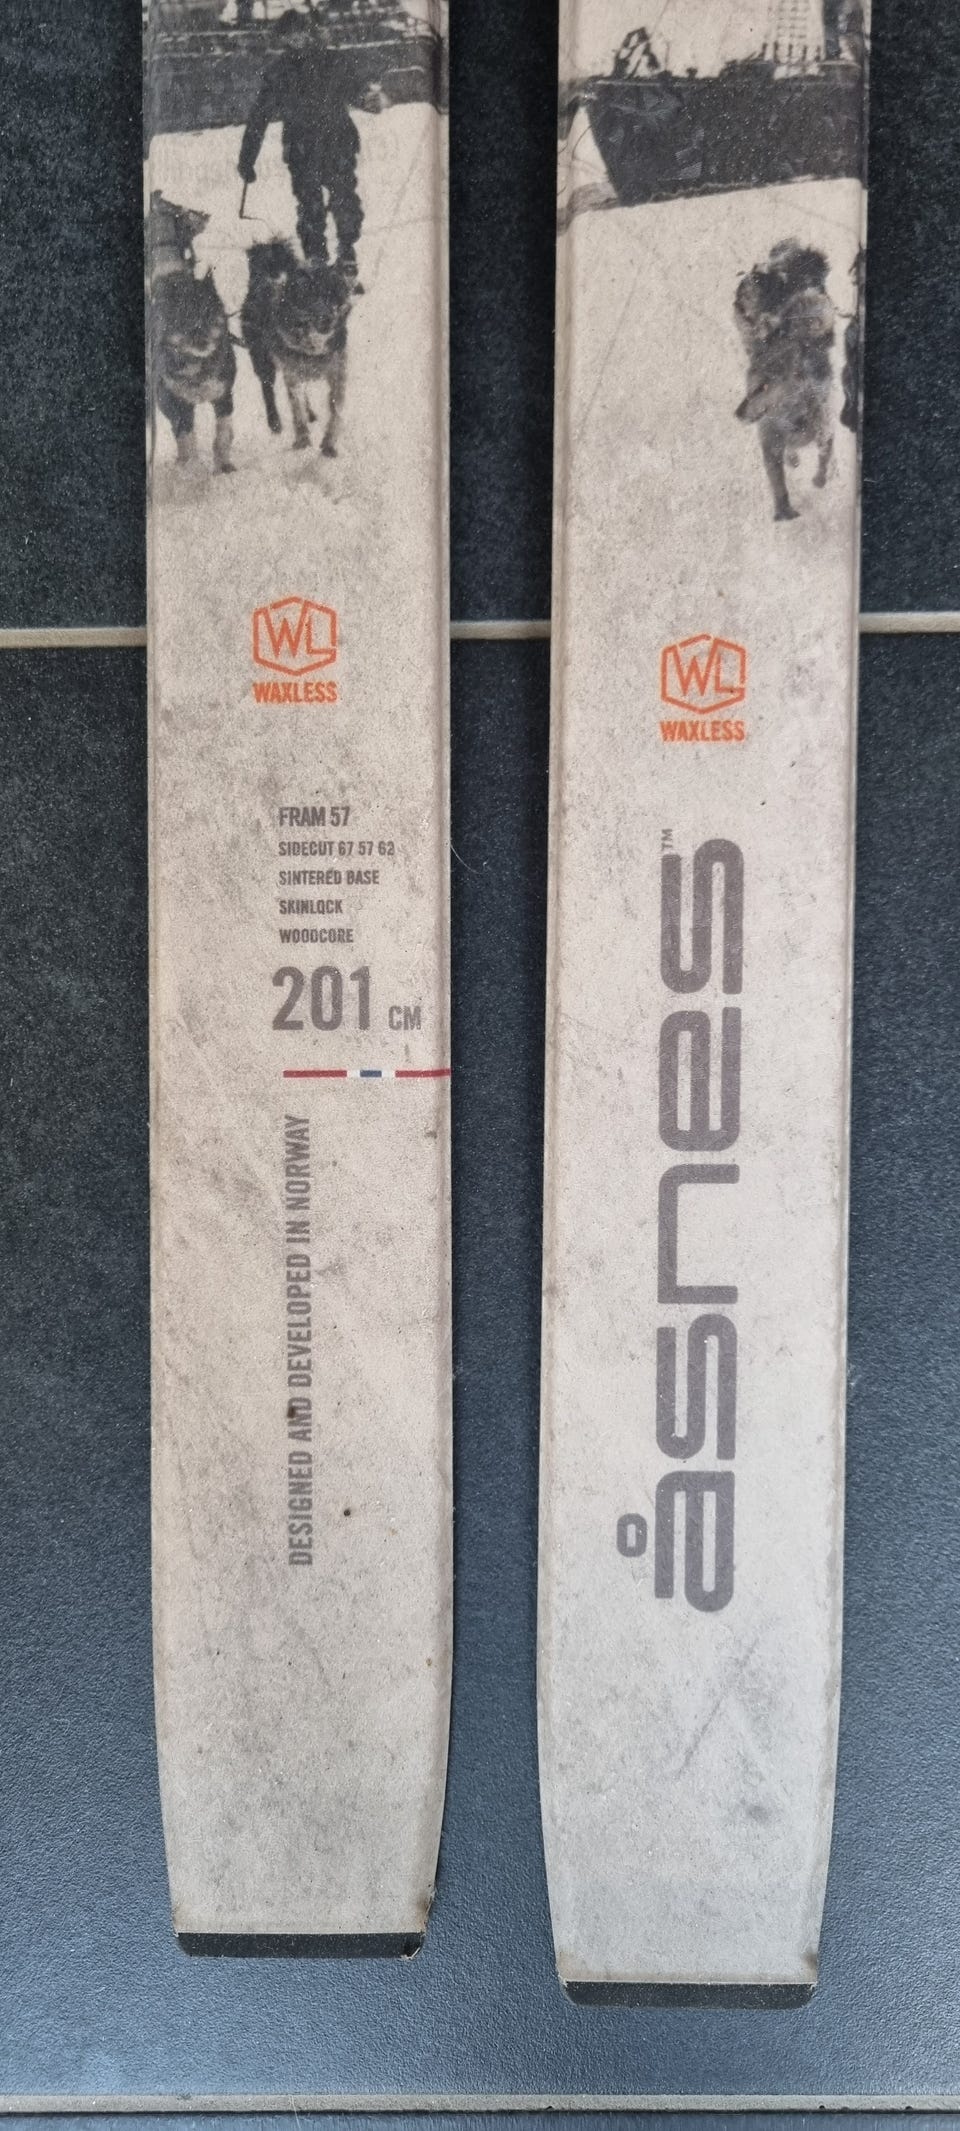 WL
WAXLESS
FRAM 57
SIDECUT 67 57 62
SINTERED BASE
SKINLOCK
WOODCORE
201 CM
DESIGNED AND DEVELOPED IN NORWAY
WL
WAXLESS
åsnes™